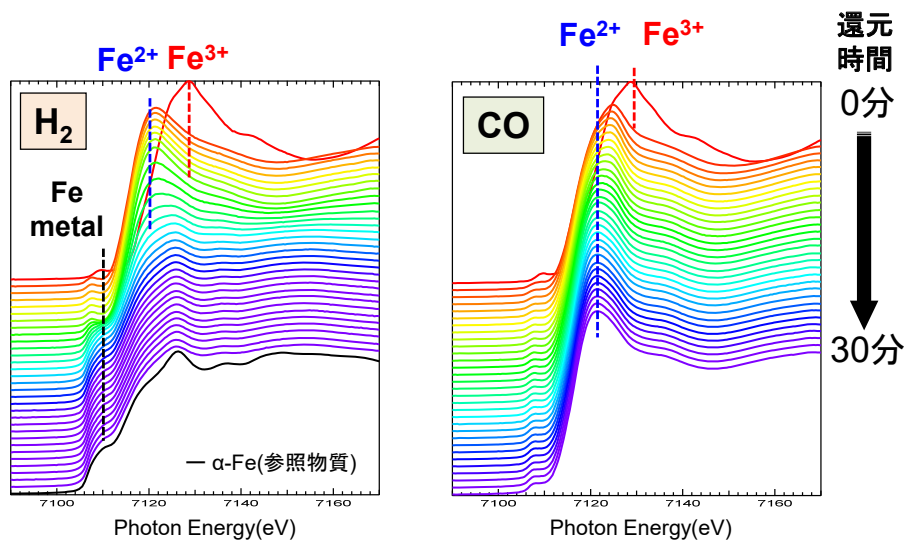 Fe2+ Fe3+
H2
Fe
metal
— α-Fe(参照物質)
7100 7120 7140 7160
Photon Energy(eV)
Fe2+ Fe3+
CO
7100 7120 7140 7160
Photon Energy(eV)
還元
時間
0分
30分